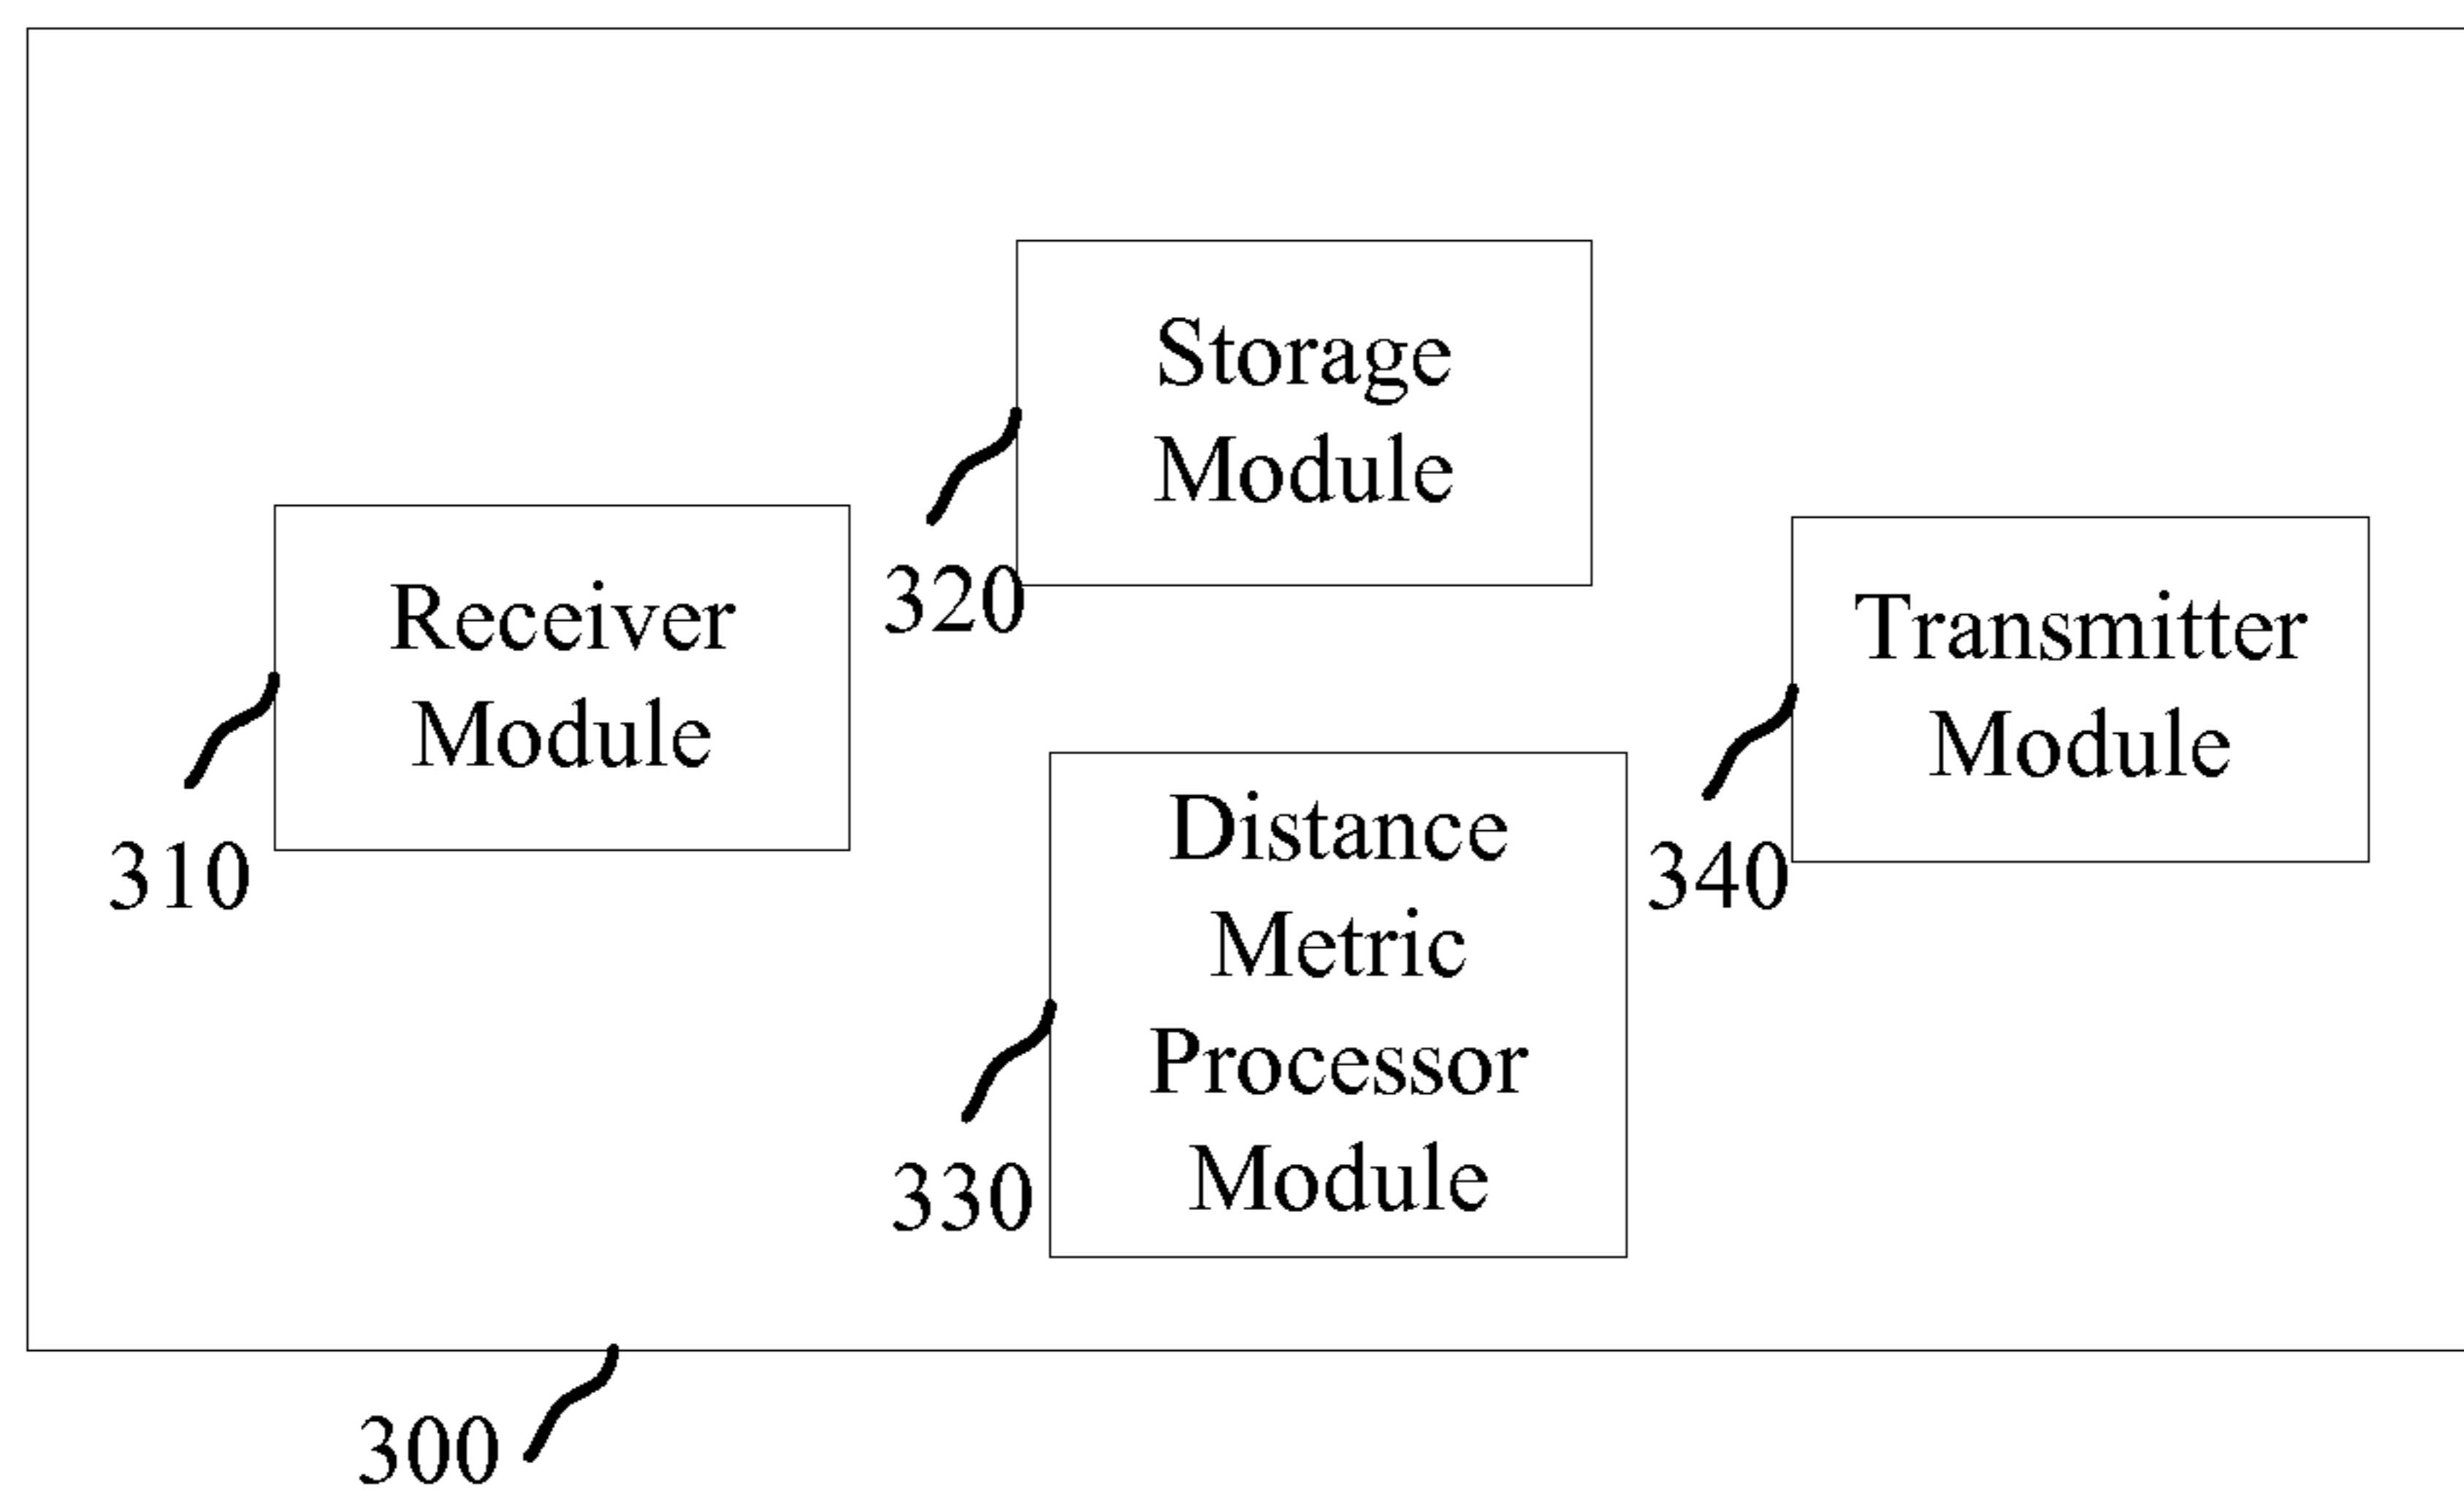 Storage
Module
320
Receiver
Module
310
Transmitter
Module
340
Distance
Metric
Processor
Module
330
300